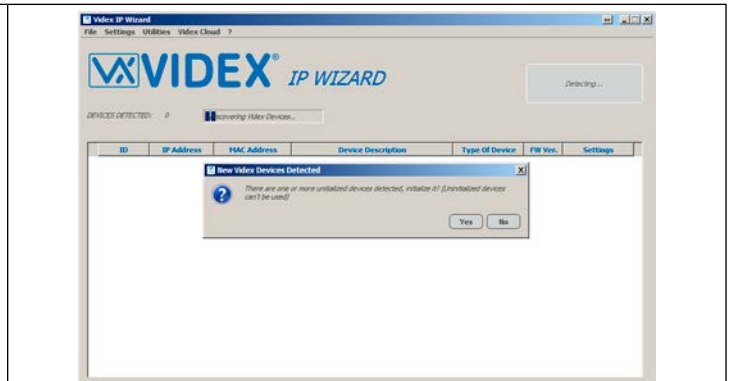 Videx IP Wizard
File Settings Utilities Videx Cloud ?
VIDEX® IP WIZARD
Detecting...
DEVICES DETECTED: 0 Discovering Videx Devices..
ID IP Address MAC Address Device Description Type Of Device FW Ver. Settings
New Videx Devices Detected
There are one or more unitialized devices detected, initialize it? (Uninitialized devices
can't be used)
Yes No